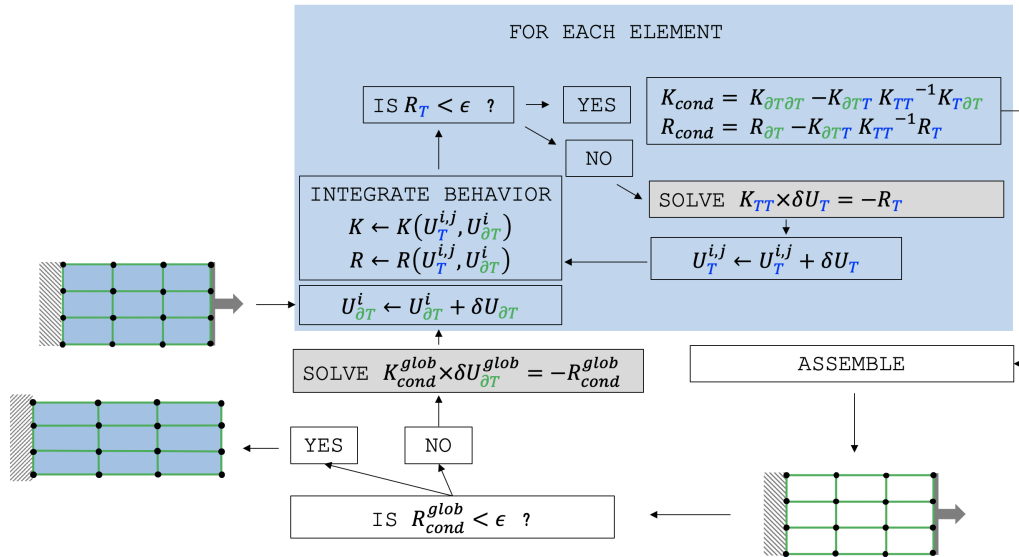 FOR EACH ELEMENT
IS R_T < ϵ ?
YES
K_cond = K_∂T∂T − K_∂TT K_TT⁻¹ K_T∂T
R_cond = R_∂T − K_∂TT K_TT⁻¹ R_T
NO
INTEGRATE BEHAVIOR
K ← K(U_T^{i,j}, U_∂T^i)
R ← R(U_T^{i,j}, U_∂T^i)
SOLVE K_TT × δU_T = −R_T
U_T^{i,j} ← U_T^{i,j} + δU_T
U_∂T^i ← U_∂T^i + δU_∂T
SOLVE K_cond^glob × δU_∂T^glob = −R_cond^glob
ASSEMBLE
YES
NO
IS R_cond^glob < ϵ ?